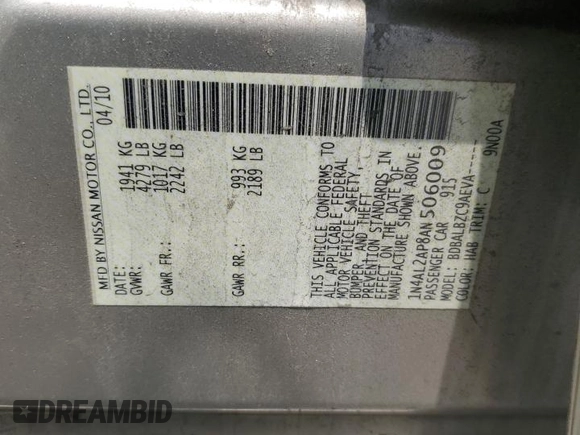 MFD BY NISSAN MOTOR CO., LTD.
04/10
1941 KG
GVWR: 4279 LB
1017 KG
GAWR FR: 2242 LB
993 KG
GAWR RR: 2189 LB
THIS VEHICLE CONFORMS TO
ALL APPLICABLE FEDERAL
MOTOR VEHICLE SAFETY,
BUMPER, AND THEFT
PREVENTION STANDARDS IN
EFFECT ON THE DATE OF
MANUFACTURE SHOWN ABOVE.
1N4AL2AP8AN506009
PASSENGER CAR 915
MODEL: BDBALBZC9AEVA-----
COLOR: HAB TRIM: C 9N00A
DREAMBID